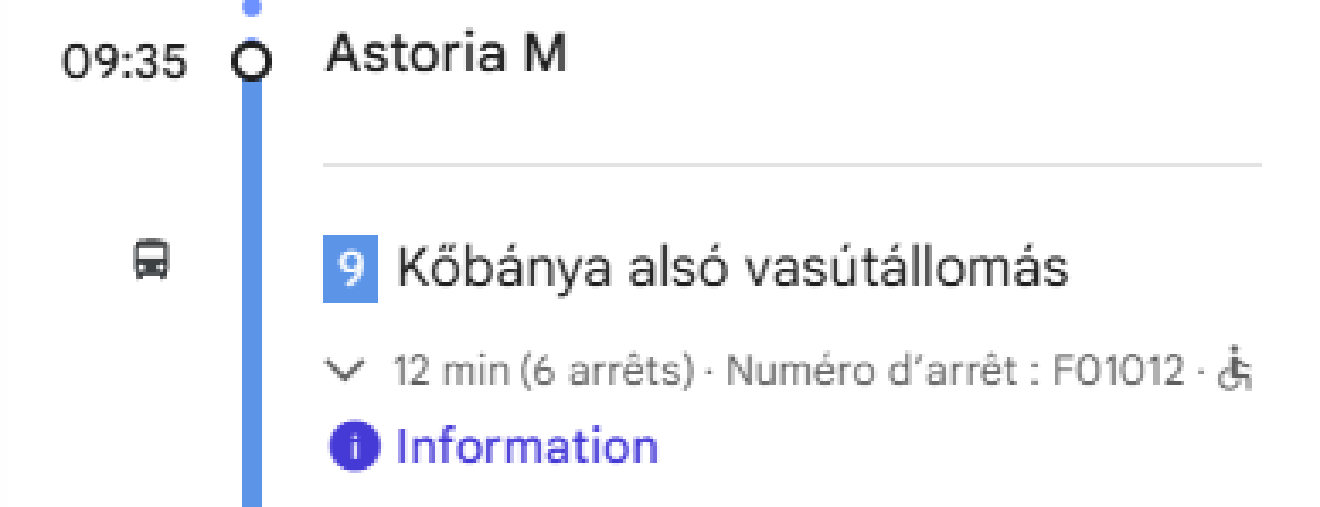 09:35 Astoria M
9 Kőbánya alsó vasútállomás
12 min (6 arrêts) · Numéro d'arrêt : F01012 ·
i Information